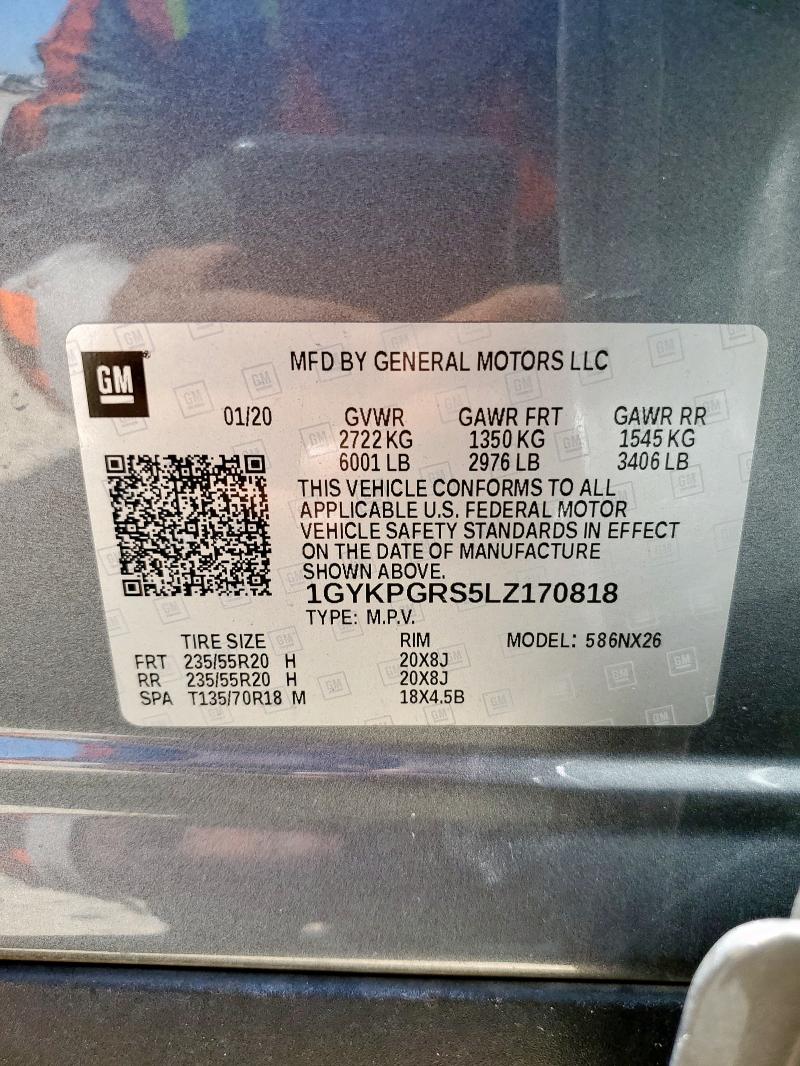 GM
MFD BY GENERAL MOTORS LLC
01/20 GVWR GAWR FRT GAWR RR
2722 KG 1350 KG 1545 KG
6001 LB 2976 LB 3406 LB
THIS VEHICLE CONFORMS TO ALL
APPLICABLE U.S. FEDERAL MOTOR
VEHICLE SAFETY STANDARDS IN EFFECT
ON THE DATE OF MANUFACTURE
SHOWN ABOVE.
1GYKPGRS5LZ170818
TYPE: M.P.V.
TIRE SIZE RIM MODEL: 586NX26
FRT 235/55R20 H 20X8J
RR 235/55R20 H 20X8J
SPA T135/70R18 M 18X4.5B